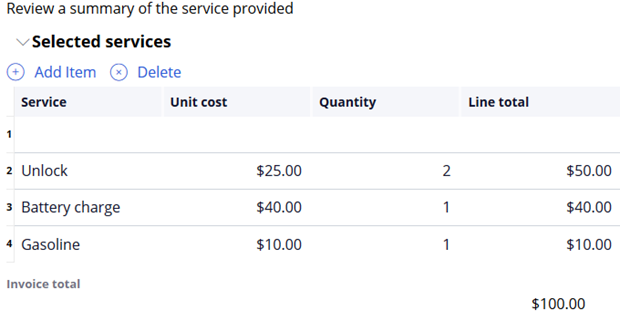 Review a summary of the service provided
Selected services
Add Item Delete
Service Unit cost Quantity Line total
1
2 Unlock $25.00 2 $50.00
3 Battery charge $40.00 1 $40.00
4 Gasoline $10.00 1 $10.00
Invoice total
$100.00